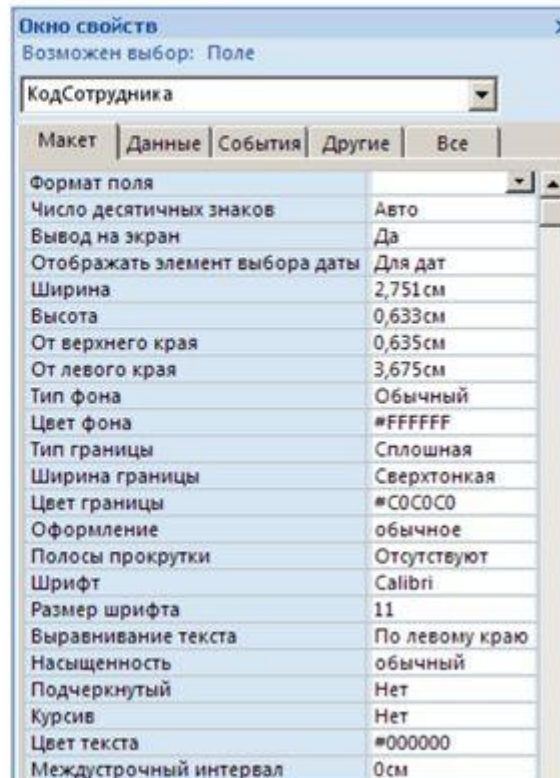 Окно свойств
Возможен выбор: Поле
КодСотрудника
Макет Данные События Другие Все
Формат поля
Число десятичных знаков Авто
Вывод на экран Да
Отображать элемент выбора даты Для дат
Ширина 2,751см
Высота 0,633см
От верхнего края 0,635см
От левого края 3,675см
Тип фона Обычный
Цвет фона #FFFFFF
Тип границы Сплошная
Ширина границы Сверхтонкая
Цвет границы #C0C0C0
Оформление обычное
Полосы прокрутки Отсутствуют
Шрифт Calibri
Размер шрифта 11
Выравнивание текста По левому краю
Насыщенность обычный
Подчеркнутый Нет
Курсив Нет
Цвет текста #000000
Междустрочный интервал 0см